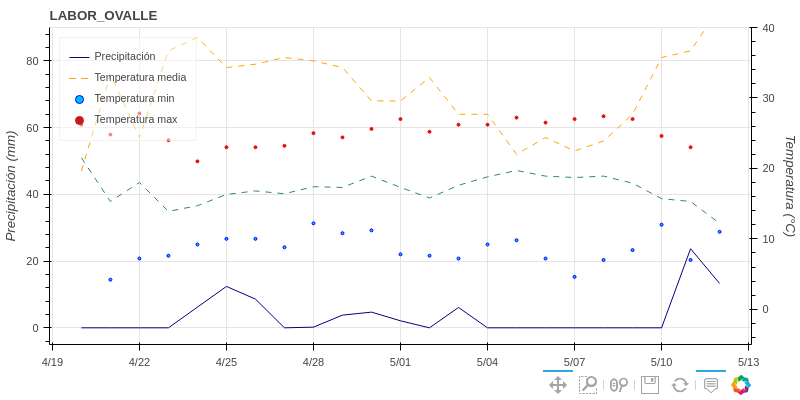 LABOR_OVALLE
Precipitación
Temperatura media
Temperatura min
Temperatura max
Precipitación (mm)
80
60
40
20
0
Temperatura (°C)
40
30
20
10
0
4/19 4/22 4/25 4/28 5/01 5/04 5/07 5/10 5/13